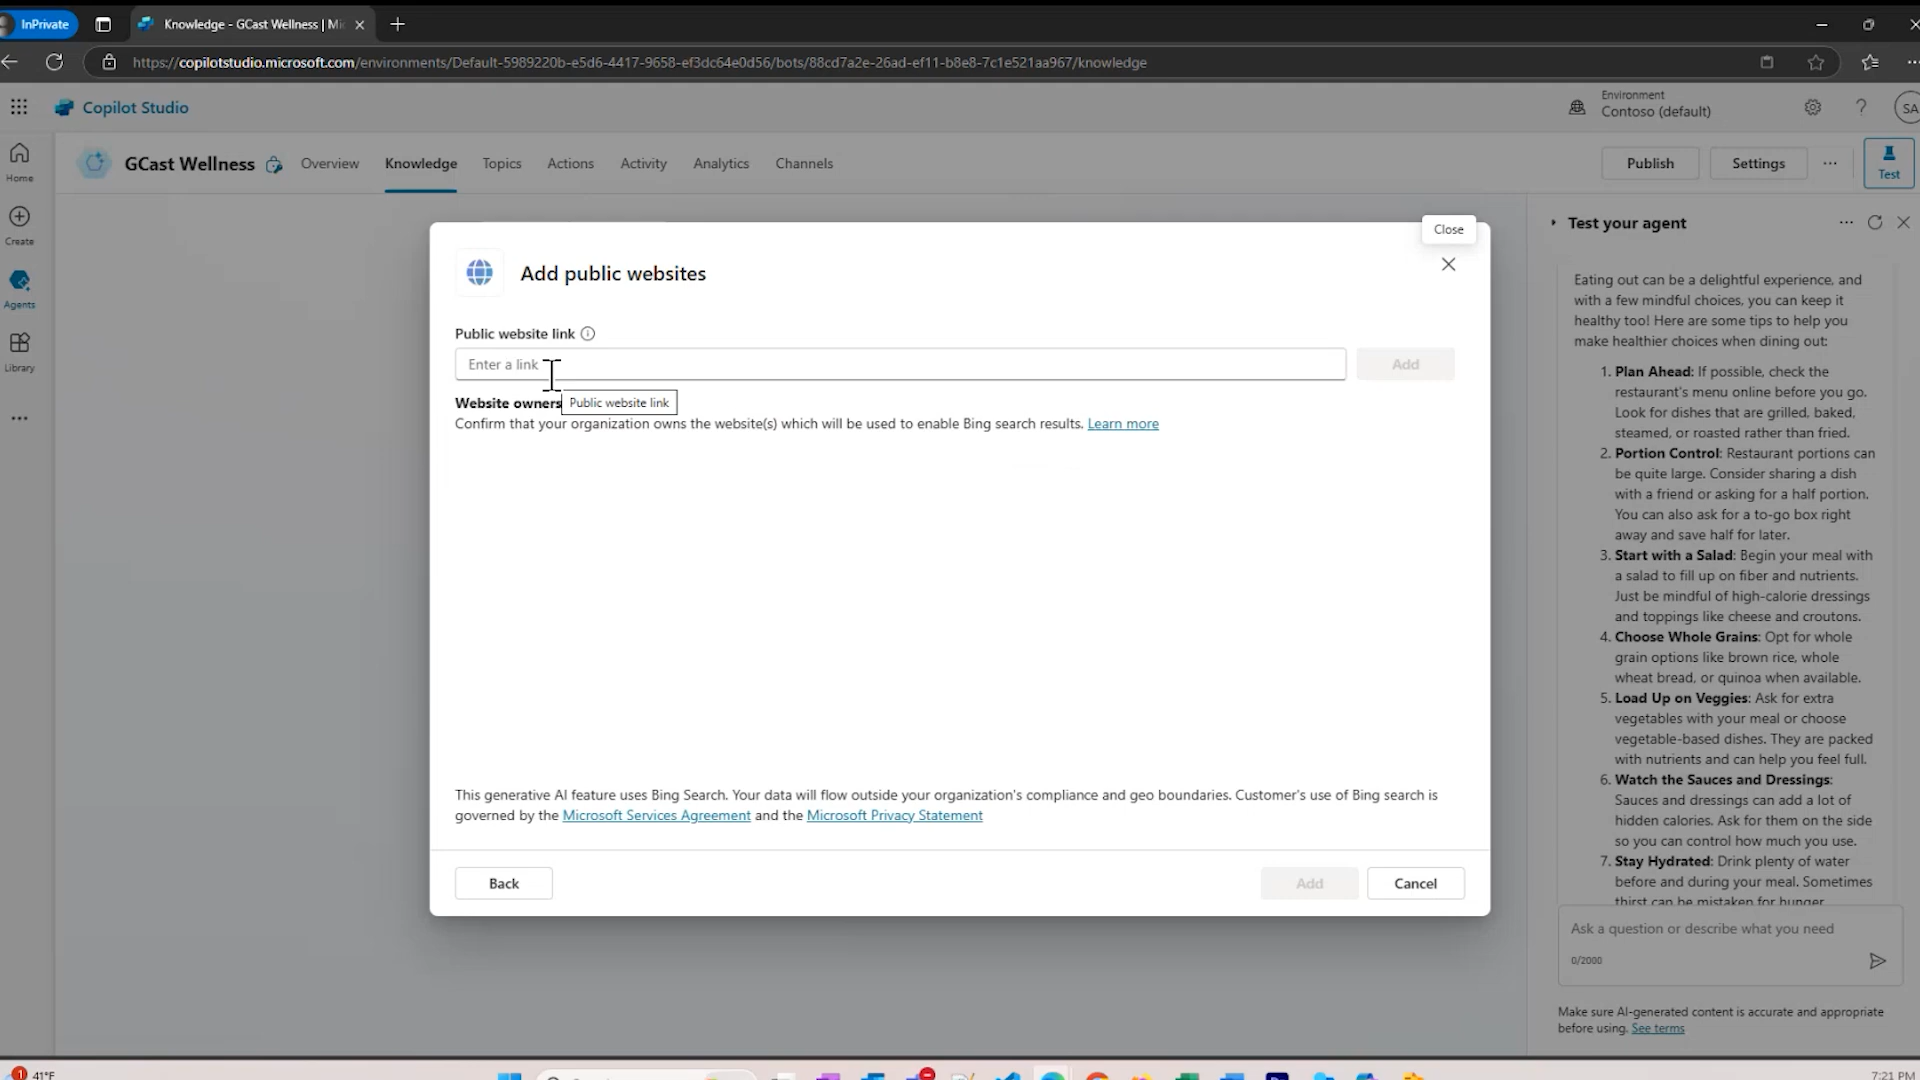 InPrivate
Knowledge - GCast Wellness | Mi
https://copilotstudio.microsoft.com/environments/Default-5989220b-e5d6-4417-9658-ef3dc64e0d56/bots/88cd7a2e-26ad-ef11-b8e8-7c1e521aa967/knowledge
Copilot Studio
Environment
Contoso (default)
?
SA
Home
Create
Agents
Library
GCast Wellness
Overview
Knowledge
Topics
Actions
Activity
Analytics
Channels
Publish
Settings
Test
Close
Add public websites
Public website link
Enter a link
Add
Public website link
Website owners
Confirm that your organization owns the website(s) which will be used to enable Bing search results. Learn more
This generative AI feature uses Bing Search. Your data will flow outside your organization's compliance and geo boundaries. Customer's use of Bing search is
governed by the Microsoft Services Agreement and the Microsoft Privacy Statement
Back
Add
Cancel
Test your agent
Eating out can be a delightful experience, and
with a few mindful choices, you can keep it
healthy too! Here are some tips to help you
make healthier choices when dining out:
1. Plan Ahead: If possible, check the
restaurant's menu online before you go.
Look for dishes that are grilled, baked,
steamed, or roasted rather than fried.
2. Portion Control: Restaurant portions can
be quite large. Consider sharing a dish
with a friend or asking for a half portion.
You can also ask for a to-go box right
away and save half for later.
3. Start with a Salad: Begin your meal with
a salad to fill up on fiber and nutrients.
Just be mindful of high-calorie dressings
and toppings like cheese and croutons.
4. Choose Whole Grains: Opt for whole
grain options like brown rice, whole
wheat bread, or quinoa when available.
5. Load Up on Veggies: Ask for extra
vegetables with your meal or choose
vegetable-based dishes. They are packed
with nutrients and can help you feel full.
6. Watch the Sauces and Dressings:
Sauces and dressings can add a lot of
hidden calories. Ask for them on the side
so you can control how much you use.
7. Stay Hydrated: Drink plenty of water
before and during your meal. Sometimes
thirst can be mistaken for hunger
Ask a question or describe what you need
0/2000
Make sure AI-generated content is accurate and appropriate
before using. See terms
1
41°F
7:21 PM